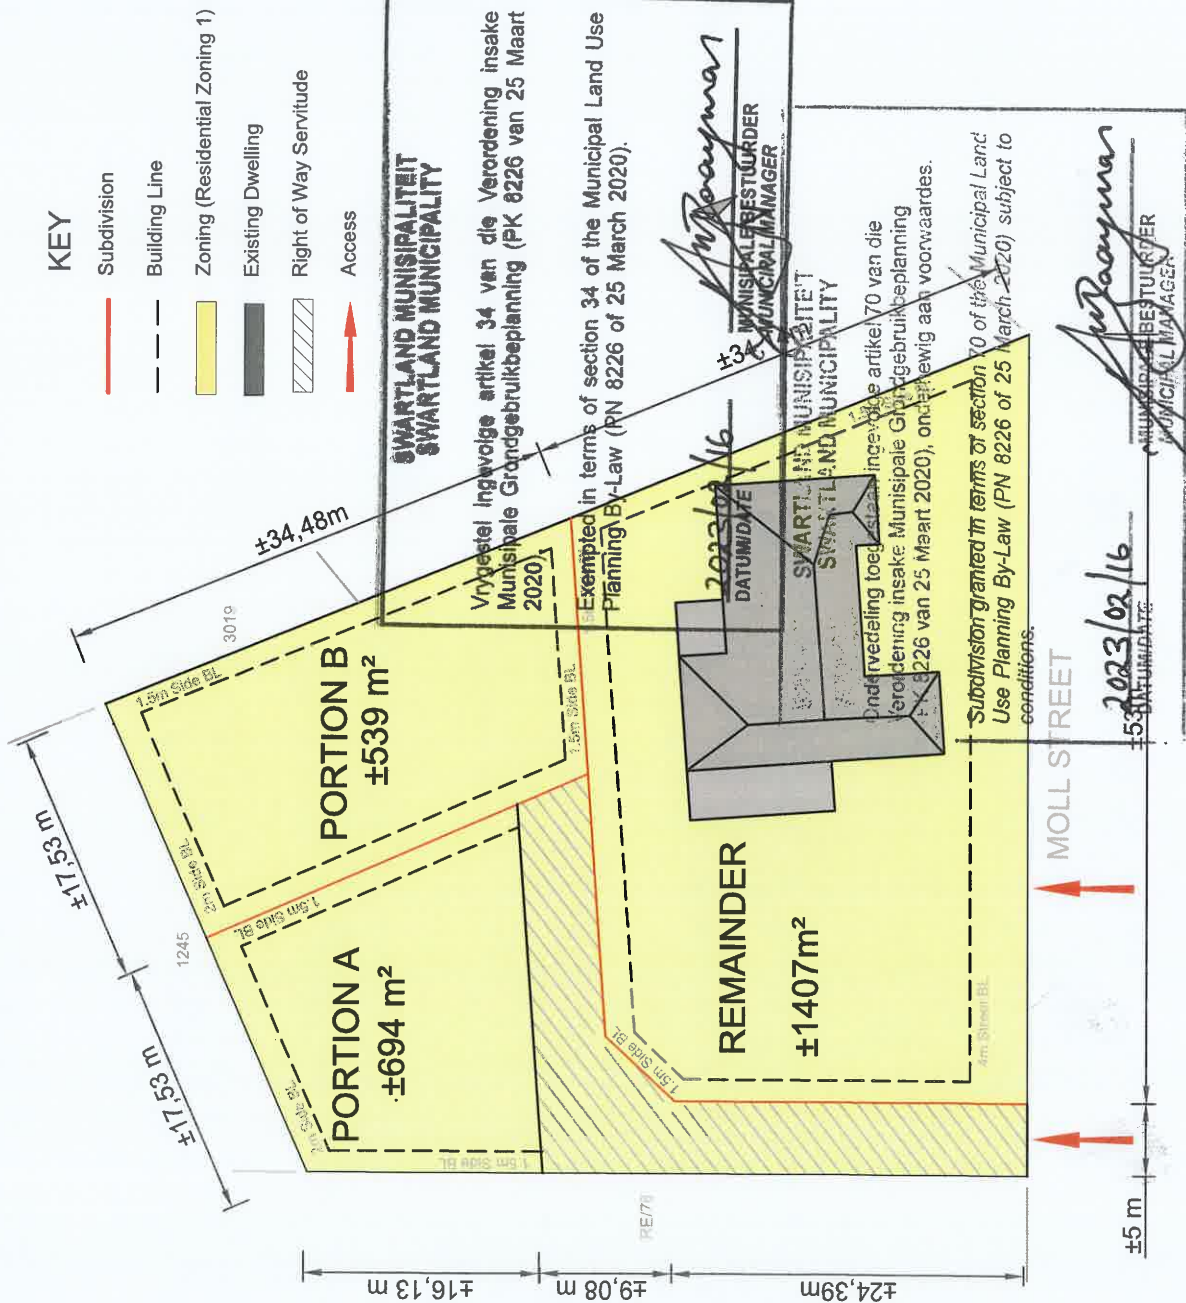 KEY
Subdivision
Building Line
Zoning (Residential Zoning 1)
Existing Dwelling
Right of Way Servitude
Access
SWARTLAND MUNISIPALITEIT
SWARTLAND MUNICIPALITY
Vrygestel ingevolge artikel 34 van die Verordening insake
Munisipale Grondgebruikbeplanning (PK 8226 van 25 Maart
2020)
Exempted in terms of section 34 of the Municipal Land Use
Planning By-Law (PN 8226 of 25 March 2020).
DATUM/DATE
MUNISIPALE BESTUURDER
MUNICIPAL MANAGER
SWARTLAND MUNISIPALITEIT
SWARTLAND MUNICIPALITY
Ondervedeling toegestaan ingevolge artikel 70 van die
Verordening insake Munisipale Grondgebruikbeplanning
(PK 8226 van 25 Maart 2020), onderhewig aan voorwaardes.
Subdivision granted in terms of section 70 of the Municipal Land
Use Planning By-Law (PN 8226 of 25 March 2020) subject to
conditions.
2023/02/16
DATUM/DATE
MUNISIPALE BESTUURDER
MUNICIPAL MANAGER
±34,48m
3019
1.5m Side BL
PORTION B
±539 m²
1.5m Side BL
±17,53 m
2m Side BL
1245
1.5m Side BL
PORTION A
±694 m²
±17,53 m
2m Side BL
1.5m Side BL
REMAINDER
±1407m²
1.5m Side BL
4m Street BL
MOLL STREET
±5 m
±16,13 m
±9,08 m
±24,39m